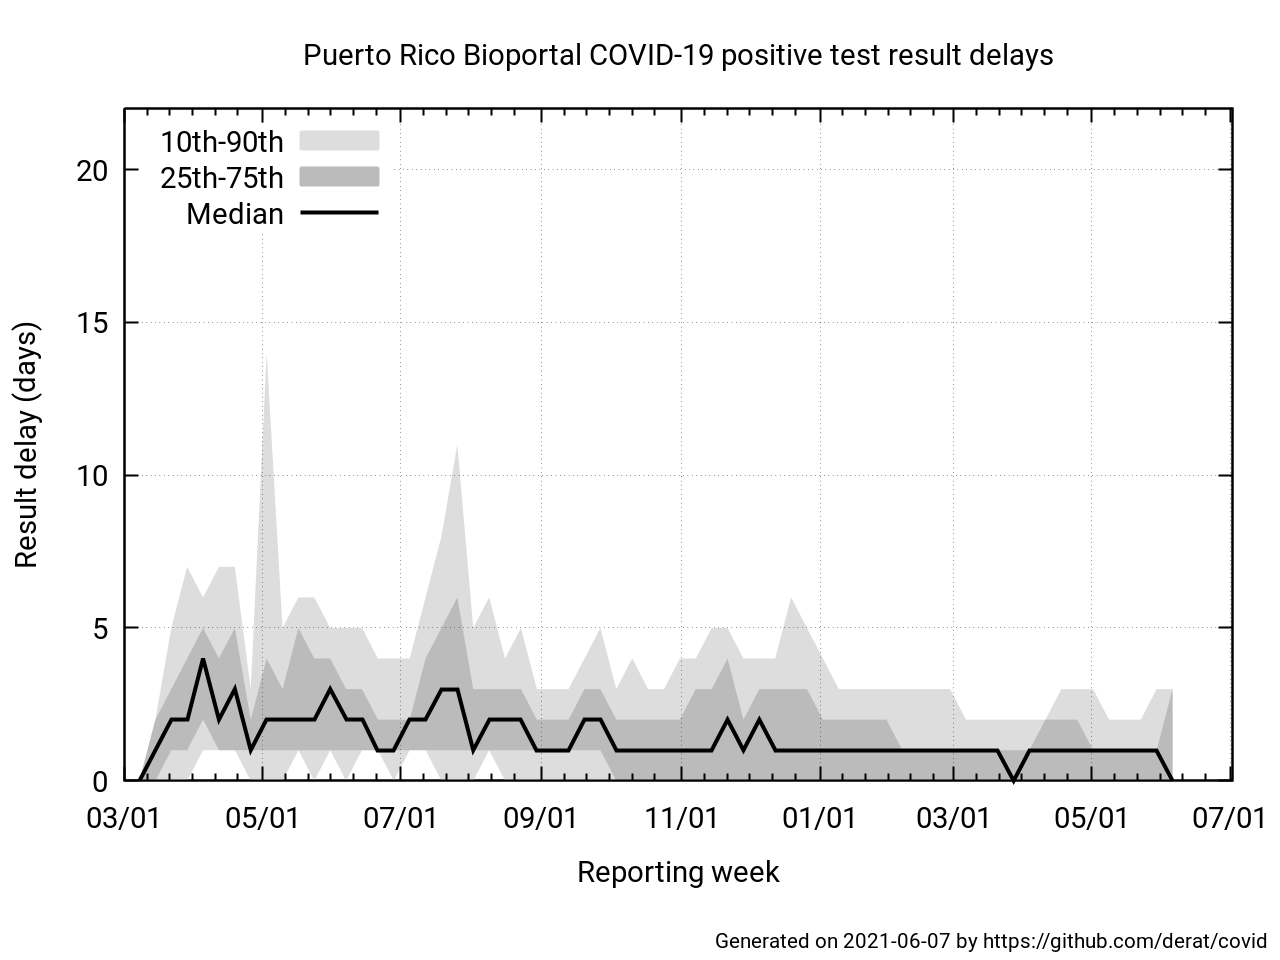 Puerto Rico Bioportal COVID-19 positive test result delays
10th-90th
25th-75th
Median
20
15
10
5
0
Result delay (days)
03/01 05/01 07/01 09/01 11/01 01/01 03/01 05/01 07/01
Reporting week
Generated on 2021-06-07 by https://github.com/derat/covid